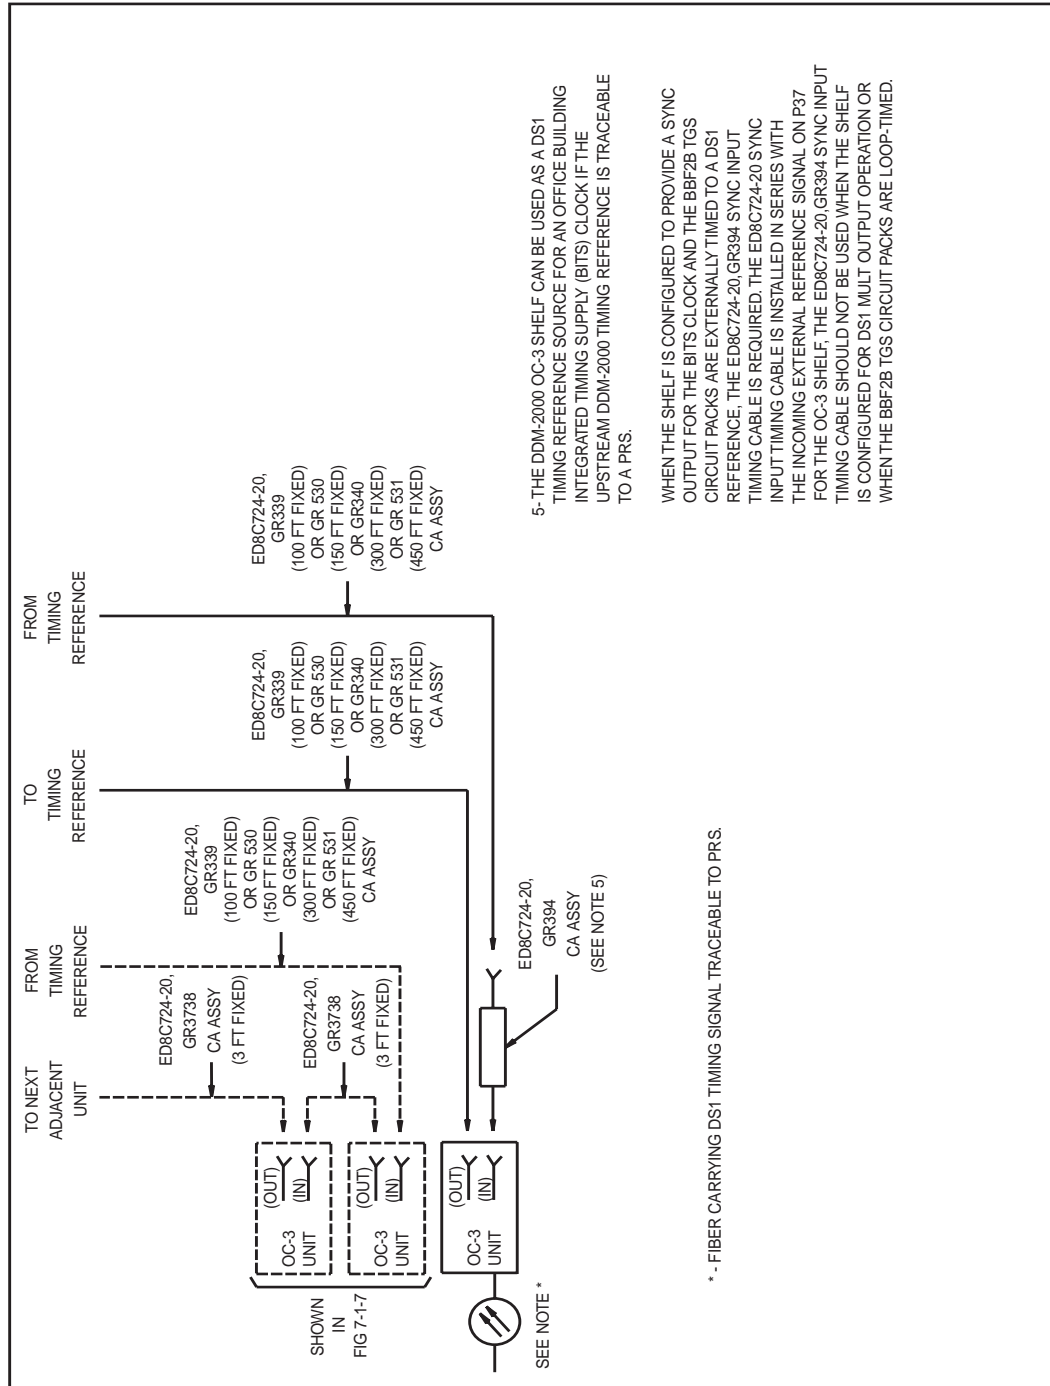 TO NEXT
ADJACENT
UNIT
FROM
TIMING
REFERENCE
TO
TIMING
REFERENCE
FROM
TIMING
REFERENCE
ED8C724-20,
GR3738
CA ASSY
(3 FT FIXED)
ED8C724-20,
GR339
(100 FT FIXED)
OR GR 530
(150 FT FIXED)
OR GR340
(300 FT FIXED)
OR GR 531
(450 FT FIXED)
CA ASSY
ED8C724-20,
GR339
(100 FT FIXED)
OR GR 530
(150 FT FIXED)
OR GR340
(300 FT FIXED)
OR GR 531
(450 FT FIXED)
CA ASSY
ED8C724-20,
GR339
(100 FT FIXED)
OR GR 530
(150 FT FIXED)
OR GR340
(300 FT FIXED)
OR GR 531
(450 FT FIXED)
CA ASSY
ED8C724-20,
GR3738
CA ASSY
(3 FT FIXED)
(OUT)
(IN)
OC-3
UNIT
(OUT)
(IN)
OC-3
UNIT
(OUT)
(IN)
OC-3
UNIT
SHOWN
IN
FIG 7-1-7
SEE NOTE *
ED8C724-20,
GR394
CA ASSY
(SEE NOTE 5)
5- THE DDM-2000 OC-3 SHELF CAN BE USED AS A DS1
TIMING REFERENCE SOURCE FOR AN OFFICE BUILDING
INTEGRATED TIMING SUPPLY (BITS) CLOCK IF THE
UPSTREAM DDM-2000 TIMING REFERENCE IS TRACEABLE
TO A PRS.
WHEN THE SHELF IS CONFIGURED TO PROVIDE A SYNC
OUTPUT FOR THE BITS CLOCK AND THE BBF2B TGS
CIRCUIT PACKS ARE EXTERNALLY TIMED TO A DS1
REFERENCE, THE ED8C724-20,GR394 SYNC INPUT
TIMING CABLE IS REQUIRED. THE ED8C724-20 SYNC
INPUT TIMING CABLE IS INSTALLED IN SERIES WITH
THE INCOMING EXTERNAL REFERENCE SIGNAL ON P37
FOR THE OC-3 SHELF, THE ED8C724-20,GR394 SYNC INPUT
TIMING CABLE SHOULD NOT BE USED WHEN THE SHELF
IS CONFIGURED FOR DS1 MULT OUTPUT OPERATION OR
WHEN THE BBF2B TGS CIRCUIT PACKS ARE LOOP-TIMED.
* - FIBER CARRYING DS1 TIMING SIGNAL TRACEABLE TO PRS.